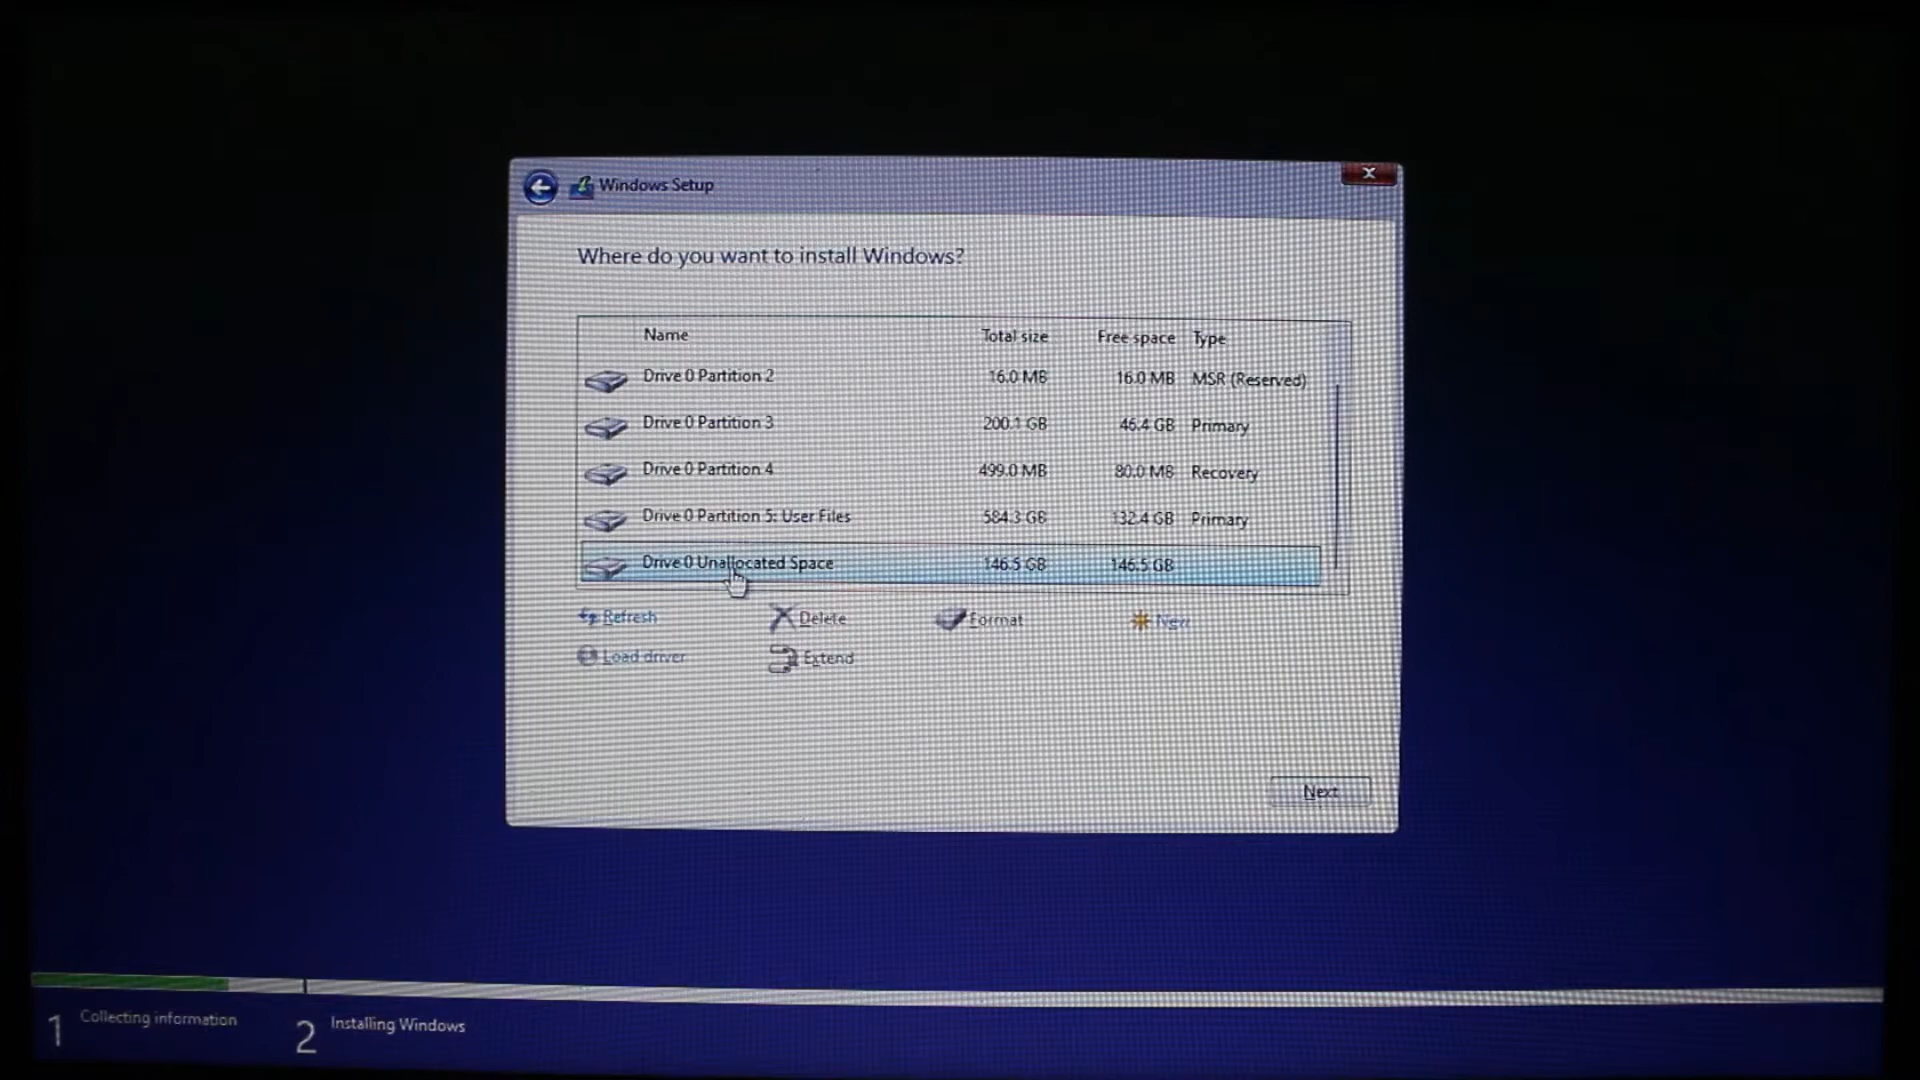 Windows Setup
x
Where do you want to install Windows?
Name Total size Free space Type
Drive 0 Partition 2 16.0 MB 16.0 MB MSR (Reserved)
Drive 0 Partition 3 200.1 GB 46.4 GB Primary
Drive 0 Partition 4 499.0 MB 80.0 MB Recovery
Drive 0 Partition 5: User Files 584.3 GB 132.4 GB Primary
Drive 0 Unallocated Space 146.5 GB 146.5 GB
Refresh Delete Format New
Load driver Extend
Next
1 Collecting information 2 Installing Windows